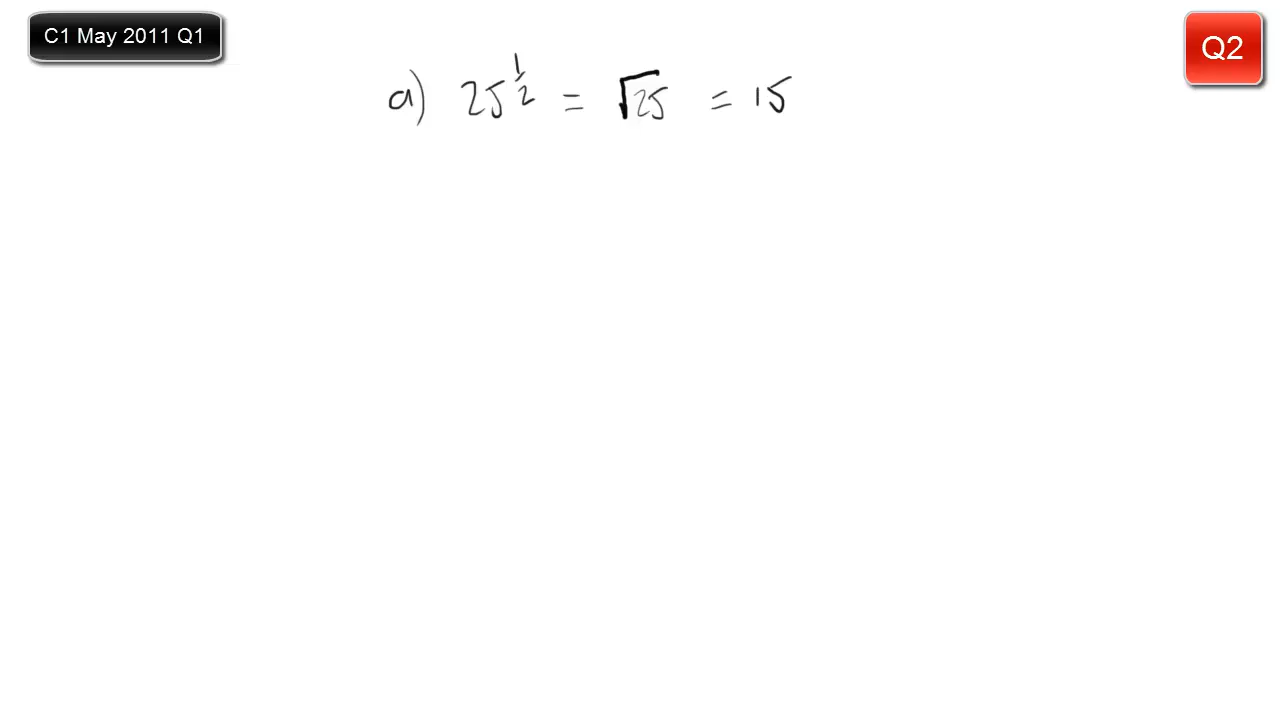 C1 May 2011 Q1
Q2
a) 25^{1/2} = √25 = 15